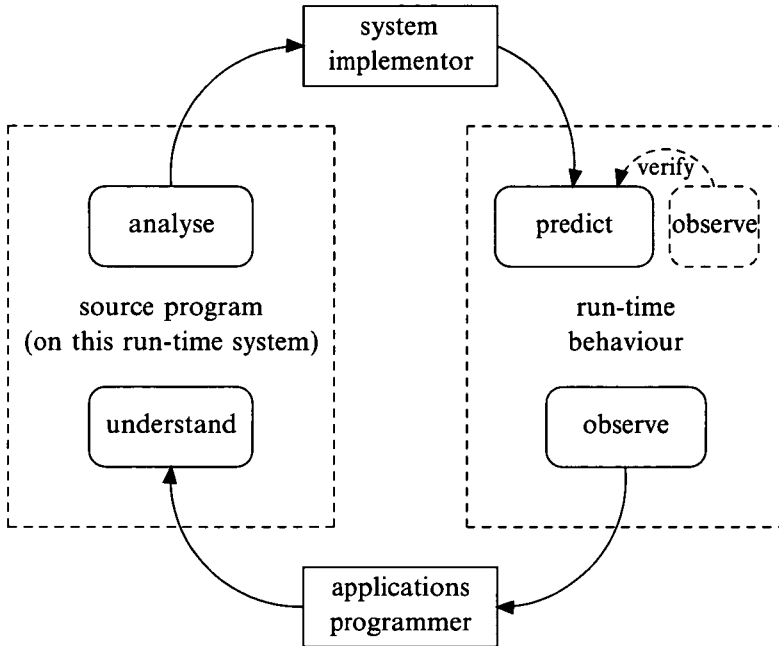 system
implementor
verify
analyse
predict
observe
source program
(on this run-time system)
run-time
behaviour
understand
observe
applications
programmer